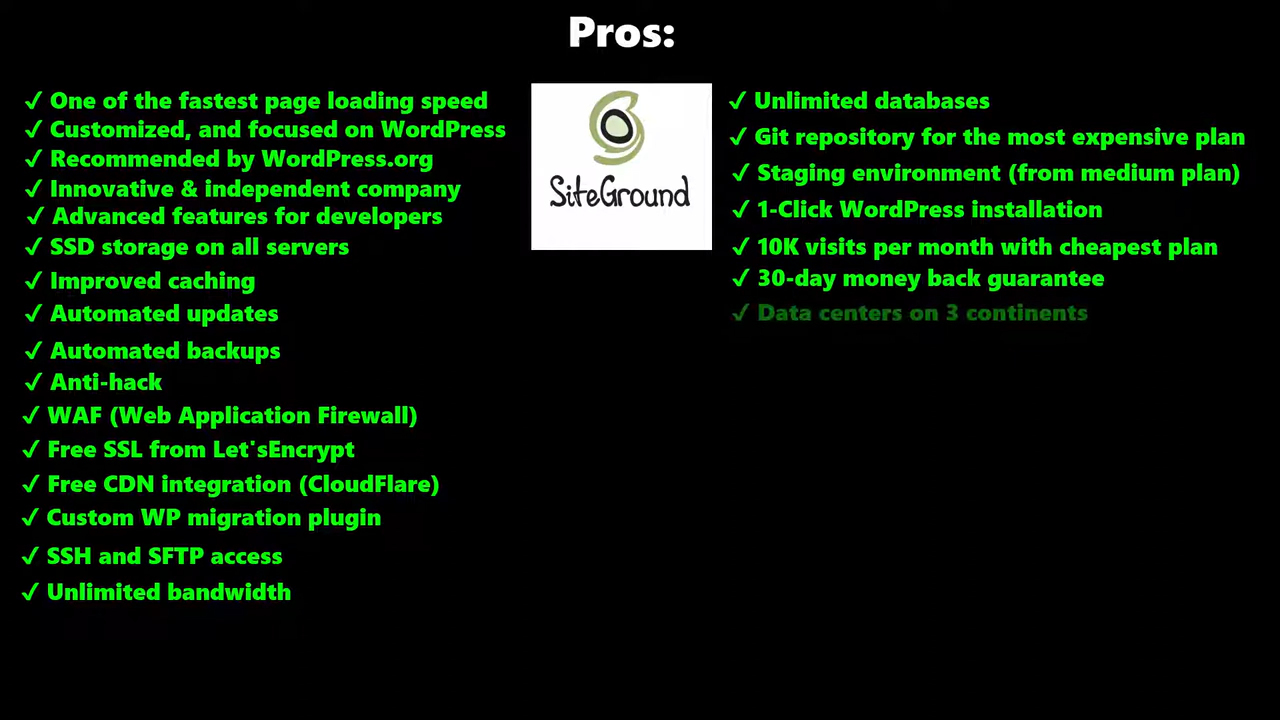 Pros:
✓ One of the fastest page loading speed
✓ Customized, and focused on WordPress
✓ Recommended by WordPress.org
✓ Innovative & independent company
✓ Advanced features for developers
✓ SSD storage on all servers
✓ Improved caching
✓ Automated updates
✓ Automated backups
✓ Anti-hack
✓ WAF (Web Application Firewall)
✓ Free SSL from Let'sEncrypt
✓ Free CDN integration (CloudFlare)
✓ Custom WP migration plugin
✓ SSH and SFTP access
✓ Unlimited bandwidth
SiteGround
✓ Unlimited databases
✓ Git repository for the most expensive plan
✓ Staging environment (from medium plan)
✓ 1-Click WordPress installation
✓ 10K visits per month with cheapest plan
✓ 30-day money back guarantee
✓ Data centers on 3 continents